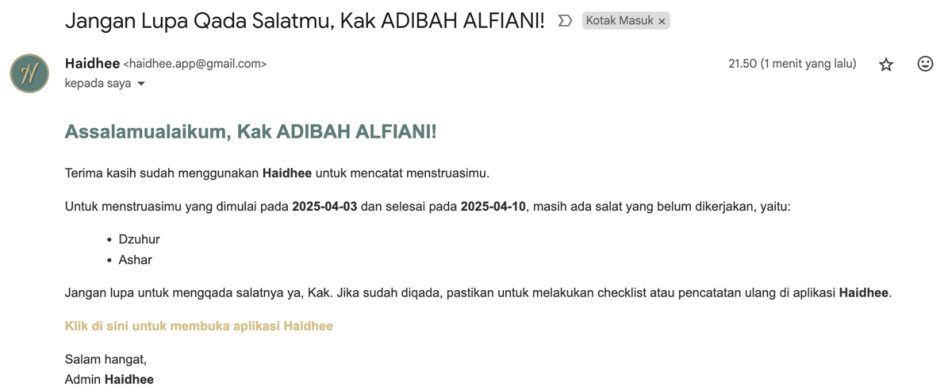 Jangan Lupa Qada Salatmu, Kak ADIBAH ALFIANI! Kotak Masuk ×
H
Haidhee <haidhee.app@gmail.com> 21.50 (1 menit yang lalu)
kepada saya
Assalamualaikum, Kak ADIBAH ALFIANI!
Terima kasih sudah menggunakan Haidhee untuk mencatat menstruasimu.
Untuk menstruasimu yang dimulai pada 2025-04-03 dan selesai pada 2025-04-10, masih ada salat yang belum dikerjakan, yaitu:
• Dzuhur
• Ashar
Jangan lupa untuk mengqada salatnya ya, Kak. Jika sudah diqada, pastikan untuk melakukan checklist atau pencatatan ulang di aplikasi Haidhee.
Klik di sini untuk membuka aplikasi Haidhee
Salam hangat,
Admin Haidhee